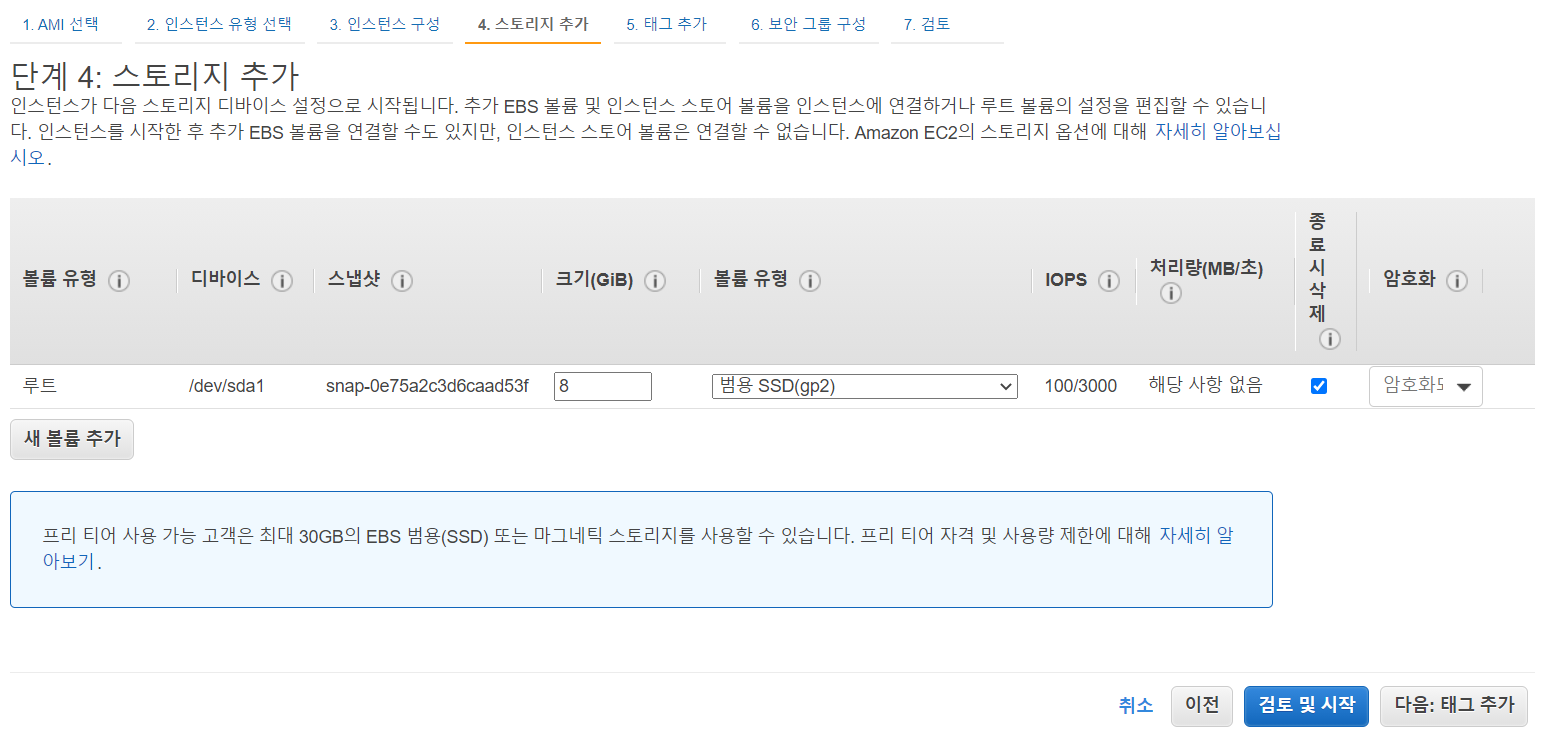 1. AMI 선택 2. 인스턴스 유형 선택 3. 인스턴스 구성 4. 스토리지 추가 5. 태그 추가 6. 보안 그룹 구성 7. 검토
단계 4: 스토리지 추가
인스턴스가 다음 스토리지 디바이스 설정으로 시작됩니다. 추가 EBS 볼륨 및 인스턴스 스토어 볼륨을 인스턴스에 연결하거나 루트 볼륨의 설정을 편집할 수 있습니
다. 인스턴스를 시작한 후 추가 EBS 볼륨을 연결할 수도 있지만, 인스턴스 스토어 볼륨은 연결할 수 없습니다. Amazon EC2의 스토리지 옵션에 대해 자세히 알아보십
시오.
볼륨 유형 디바이스 스냅샷 크기(GiB) 볼륨 유형 IOPS 처리량(MB/초) 종료 시 삭제 암호화
루트 /dev/sda1 snap-0e75a2c3d6caad53f 8 범용 SSD(gp2) 100/3000 해당 사항 없음
새 볼륨 추가
프리 티어 사용 가능 고객은 최대 30GB의 EBS 범용(SSD) 또는 마그네틱 스토리지를 사용할 수 있습니다. 프리 티어 자격 및 사용량 제한에 대해 자세히 알
아보기.
취소 이전 검토 및 시작 다음: 태그 추가